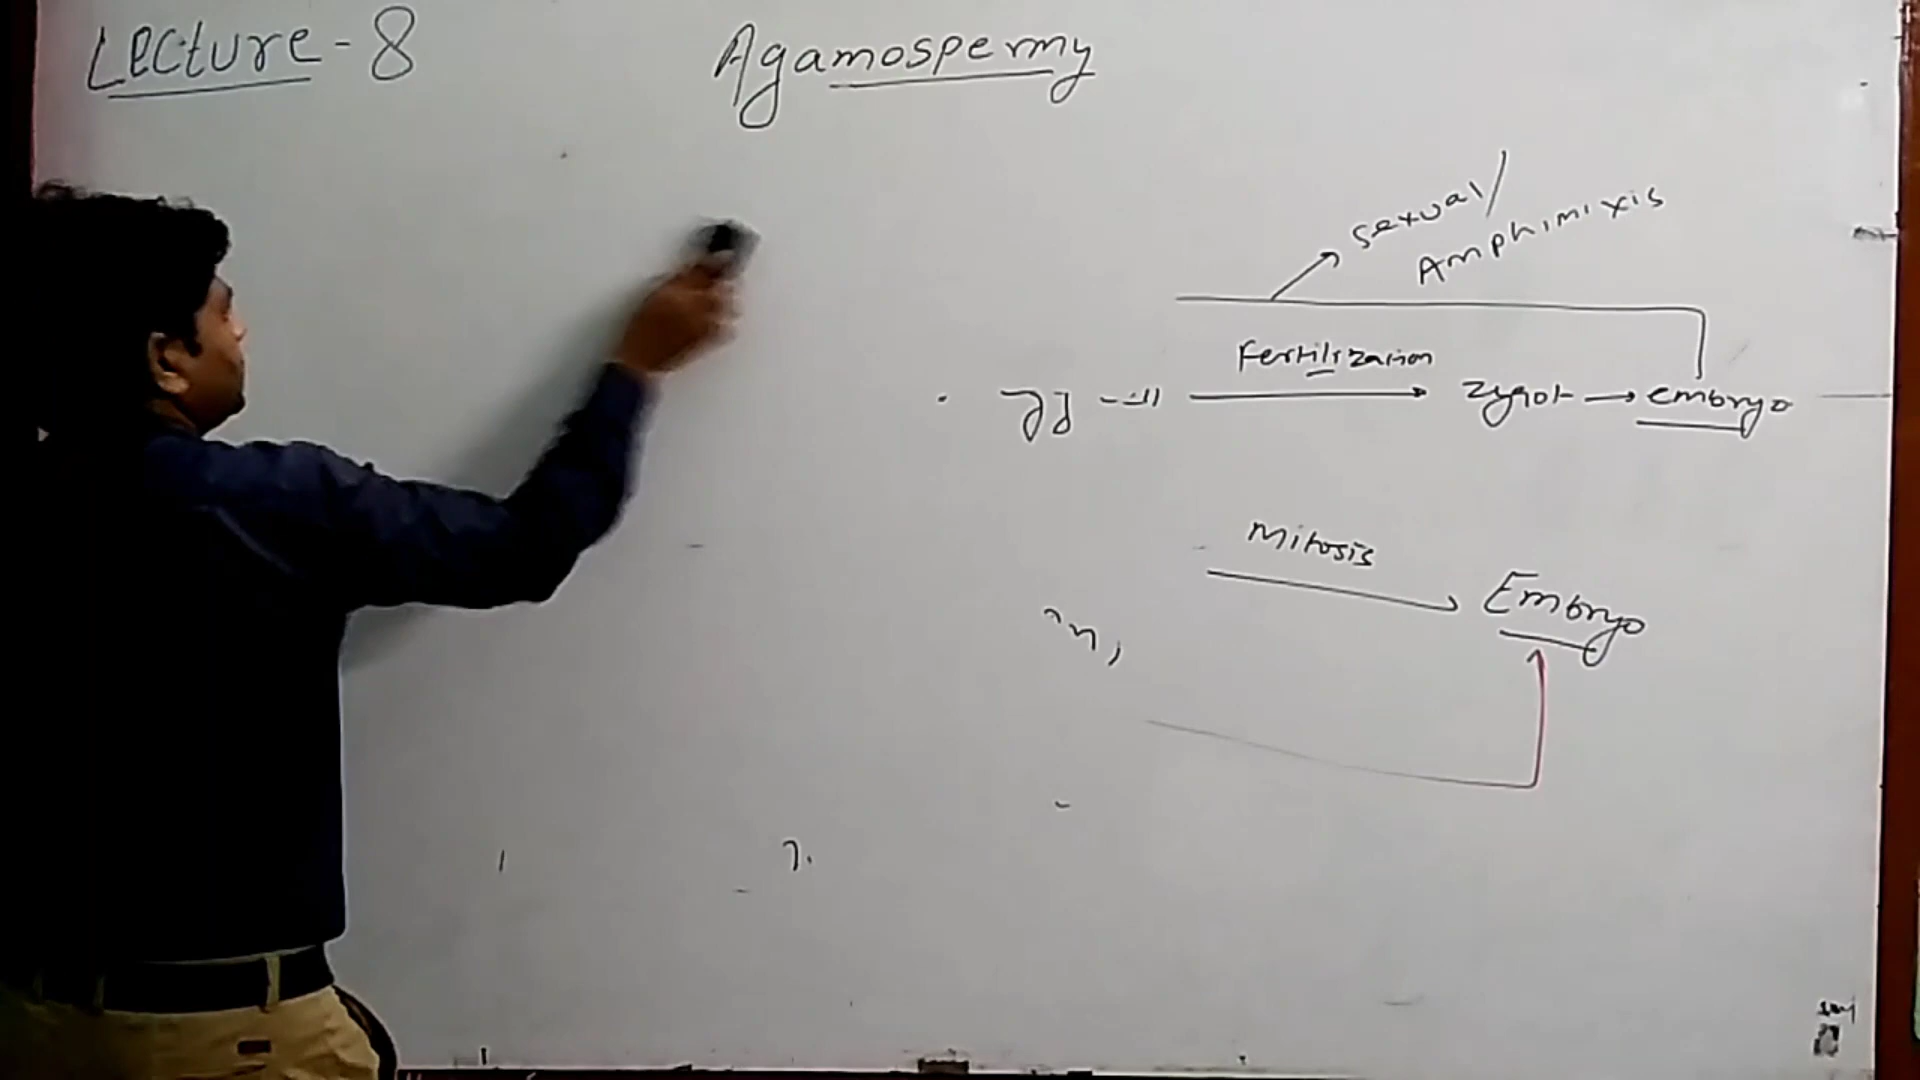 Lecture - 8
Agamospermy
Sexual /
Amphimixis
Fertilization
Zygot → embryo
Mitosis
Embryo